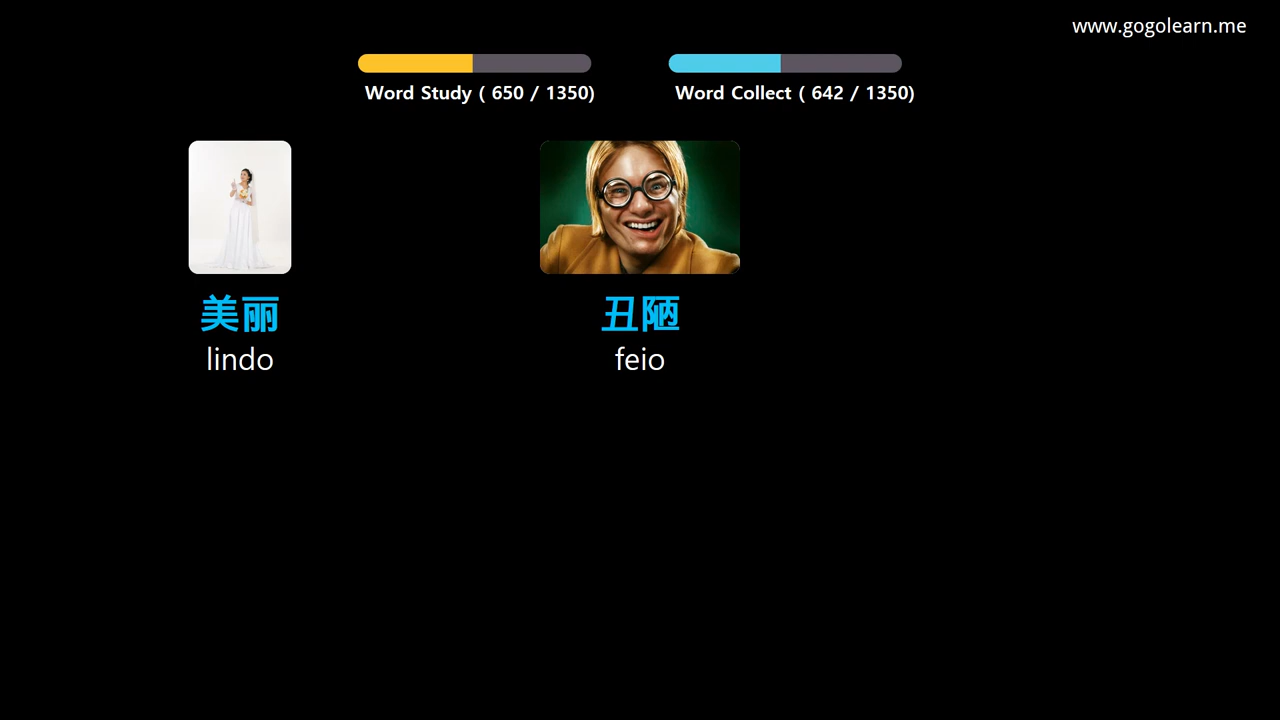 www.gogolearn.me
Word Study ( 650 / 1350)
Word Collect ( 642 / 1350)
美丽
丑陋
lindo
feio